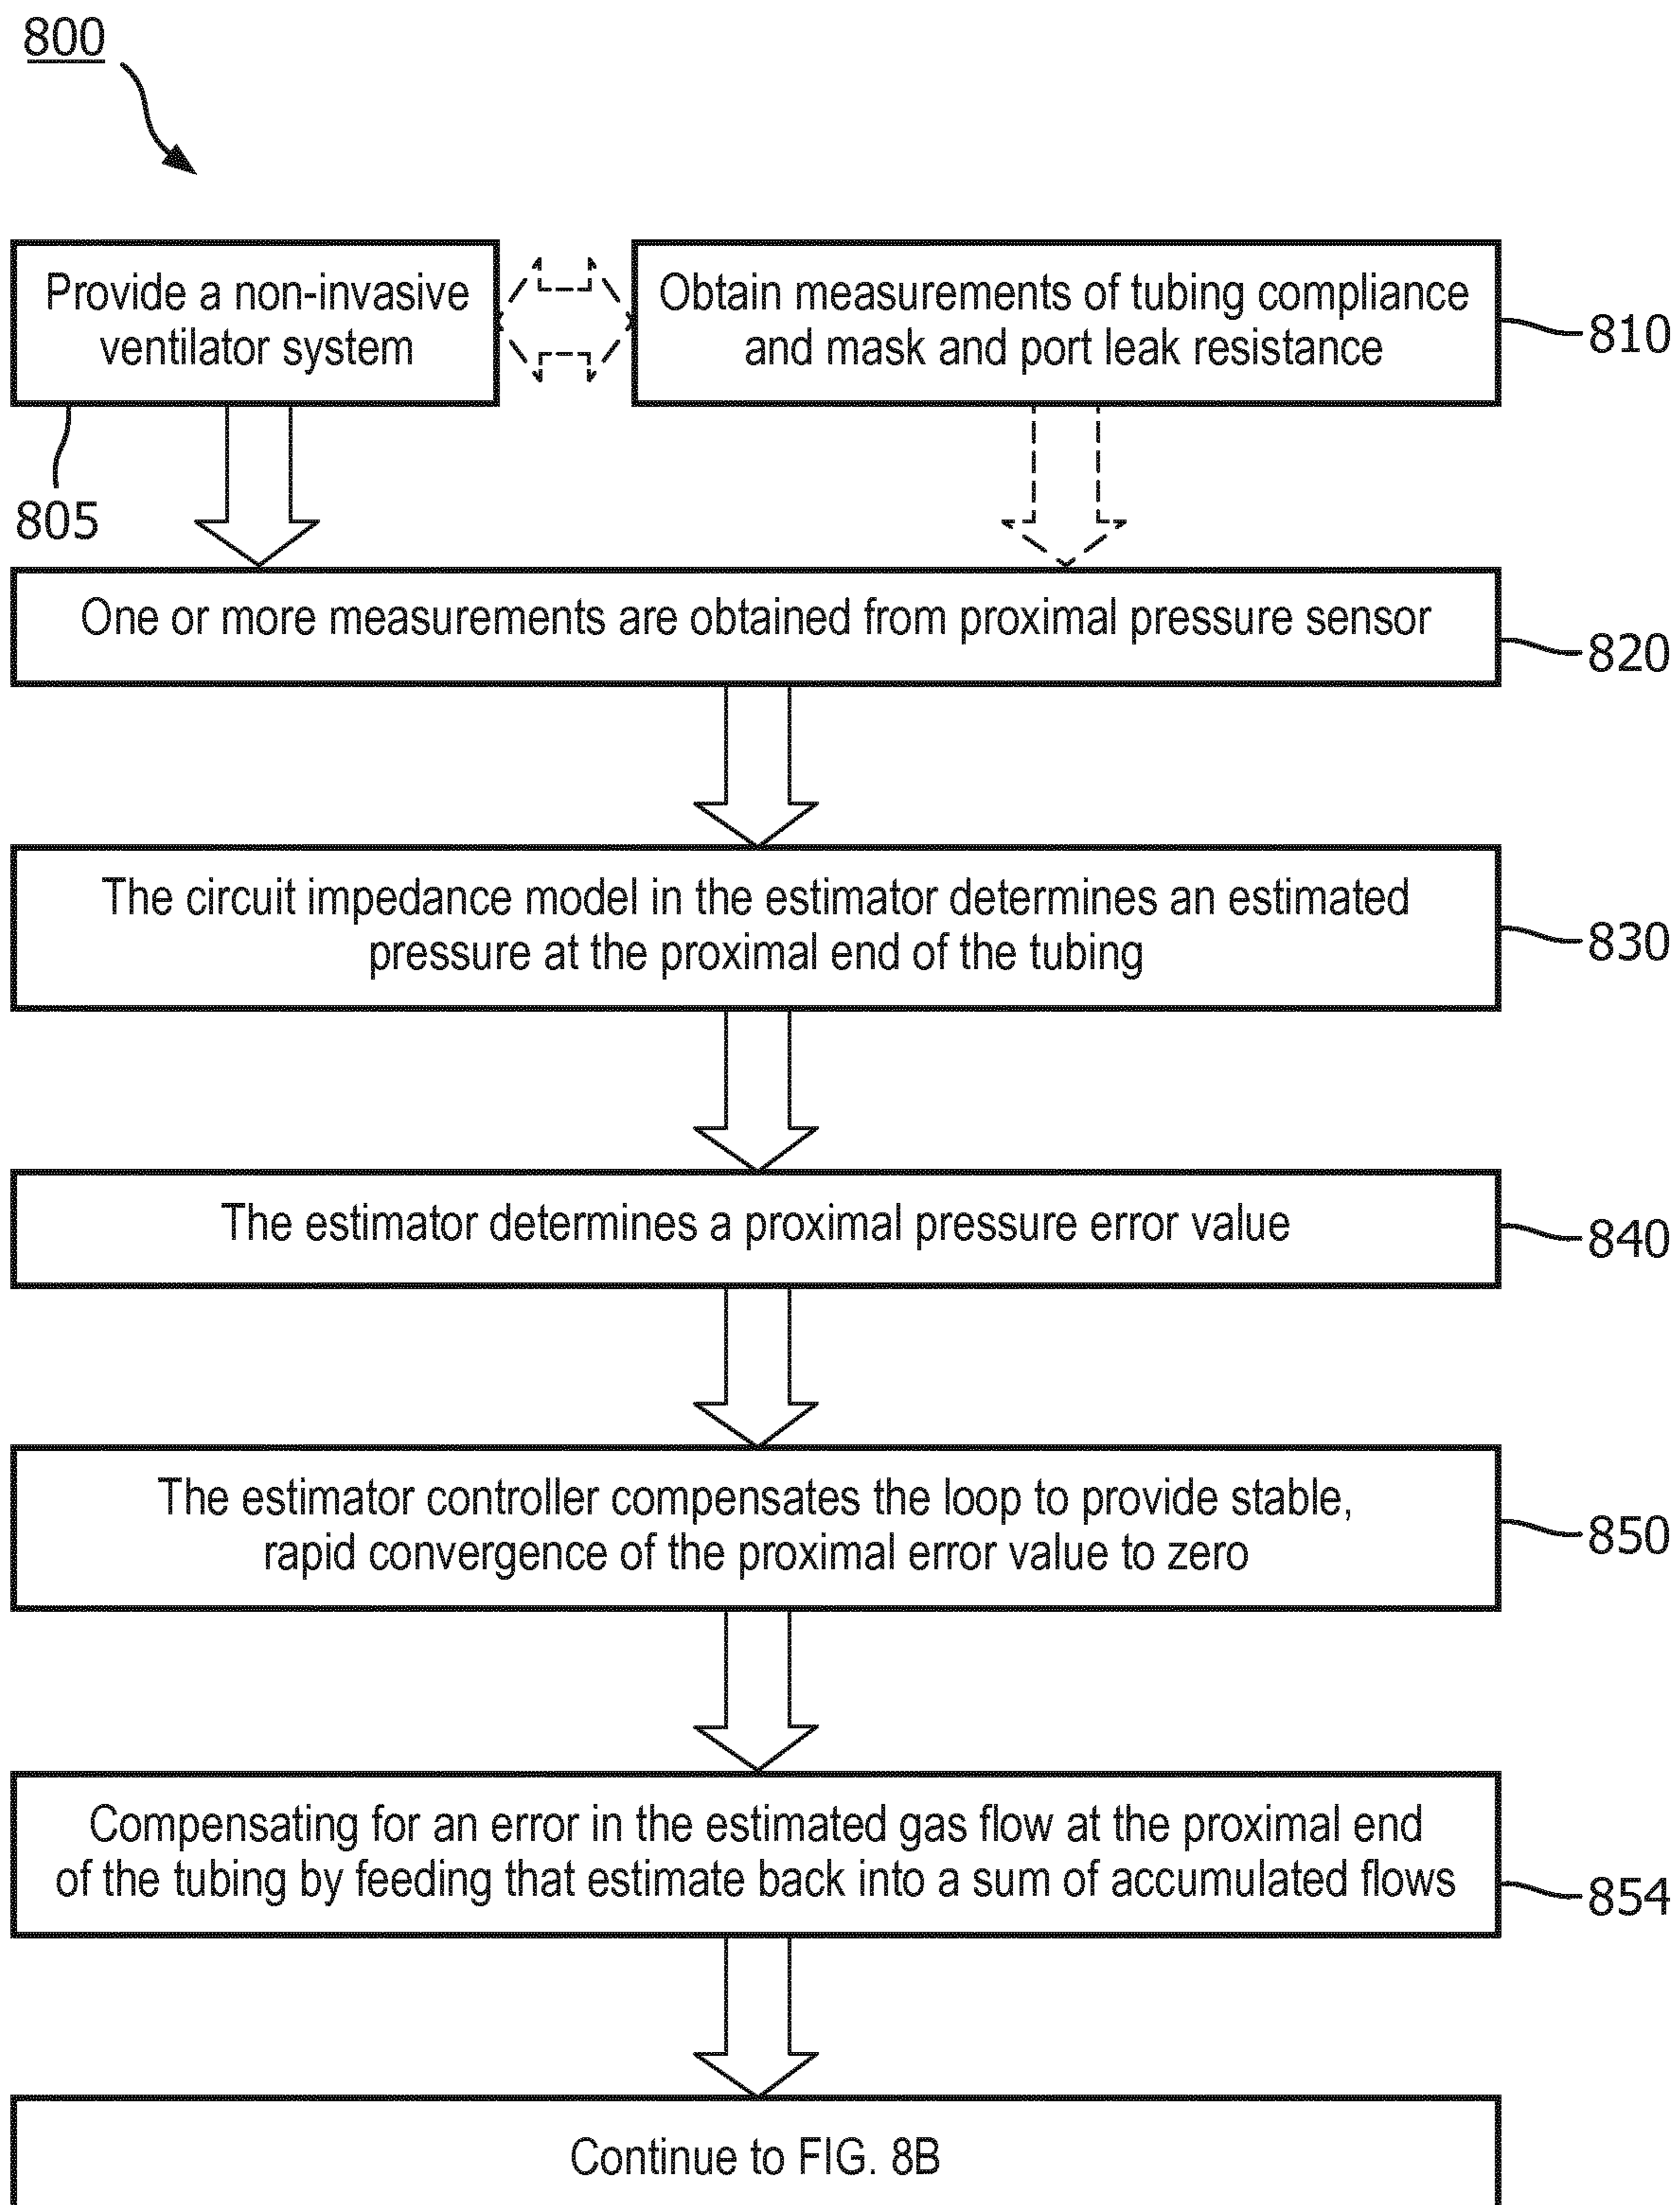 800
Provide a non-invasive
ventilator system
805
Obtain measurements of tubing compliance
and mask and port leak resistance
810
One or more measurements are obtained from proximal pressure sensor
820
The circuit impedance model in the estimator determines an estimated
pressure at the proximal end of the tubing
830
The estimator determines a proximal pressure error value
840
The estimator controller compensates the loop to provide stable,
rapid convergence of the proximal error value to zero
850
Compensating for an error in the estimated gas flow at the proximal end
of the tubing by feeding that estimate back into a sum of accumulated flows
854
Continue to FIG. 8B